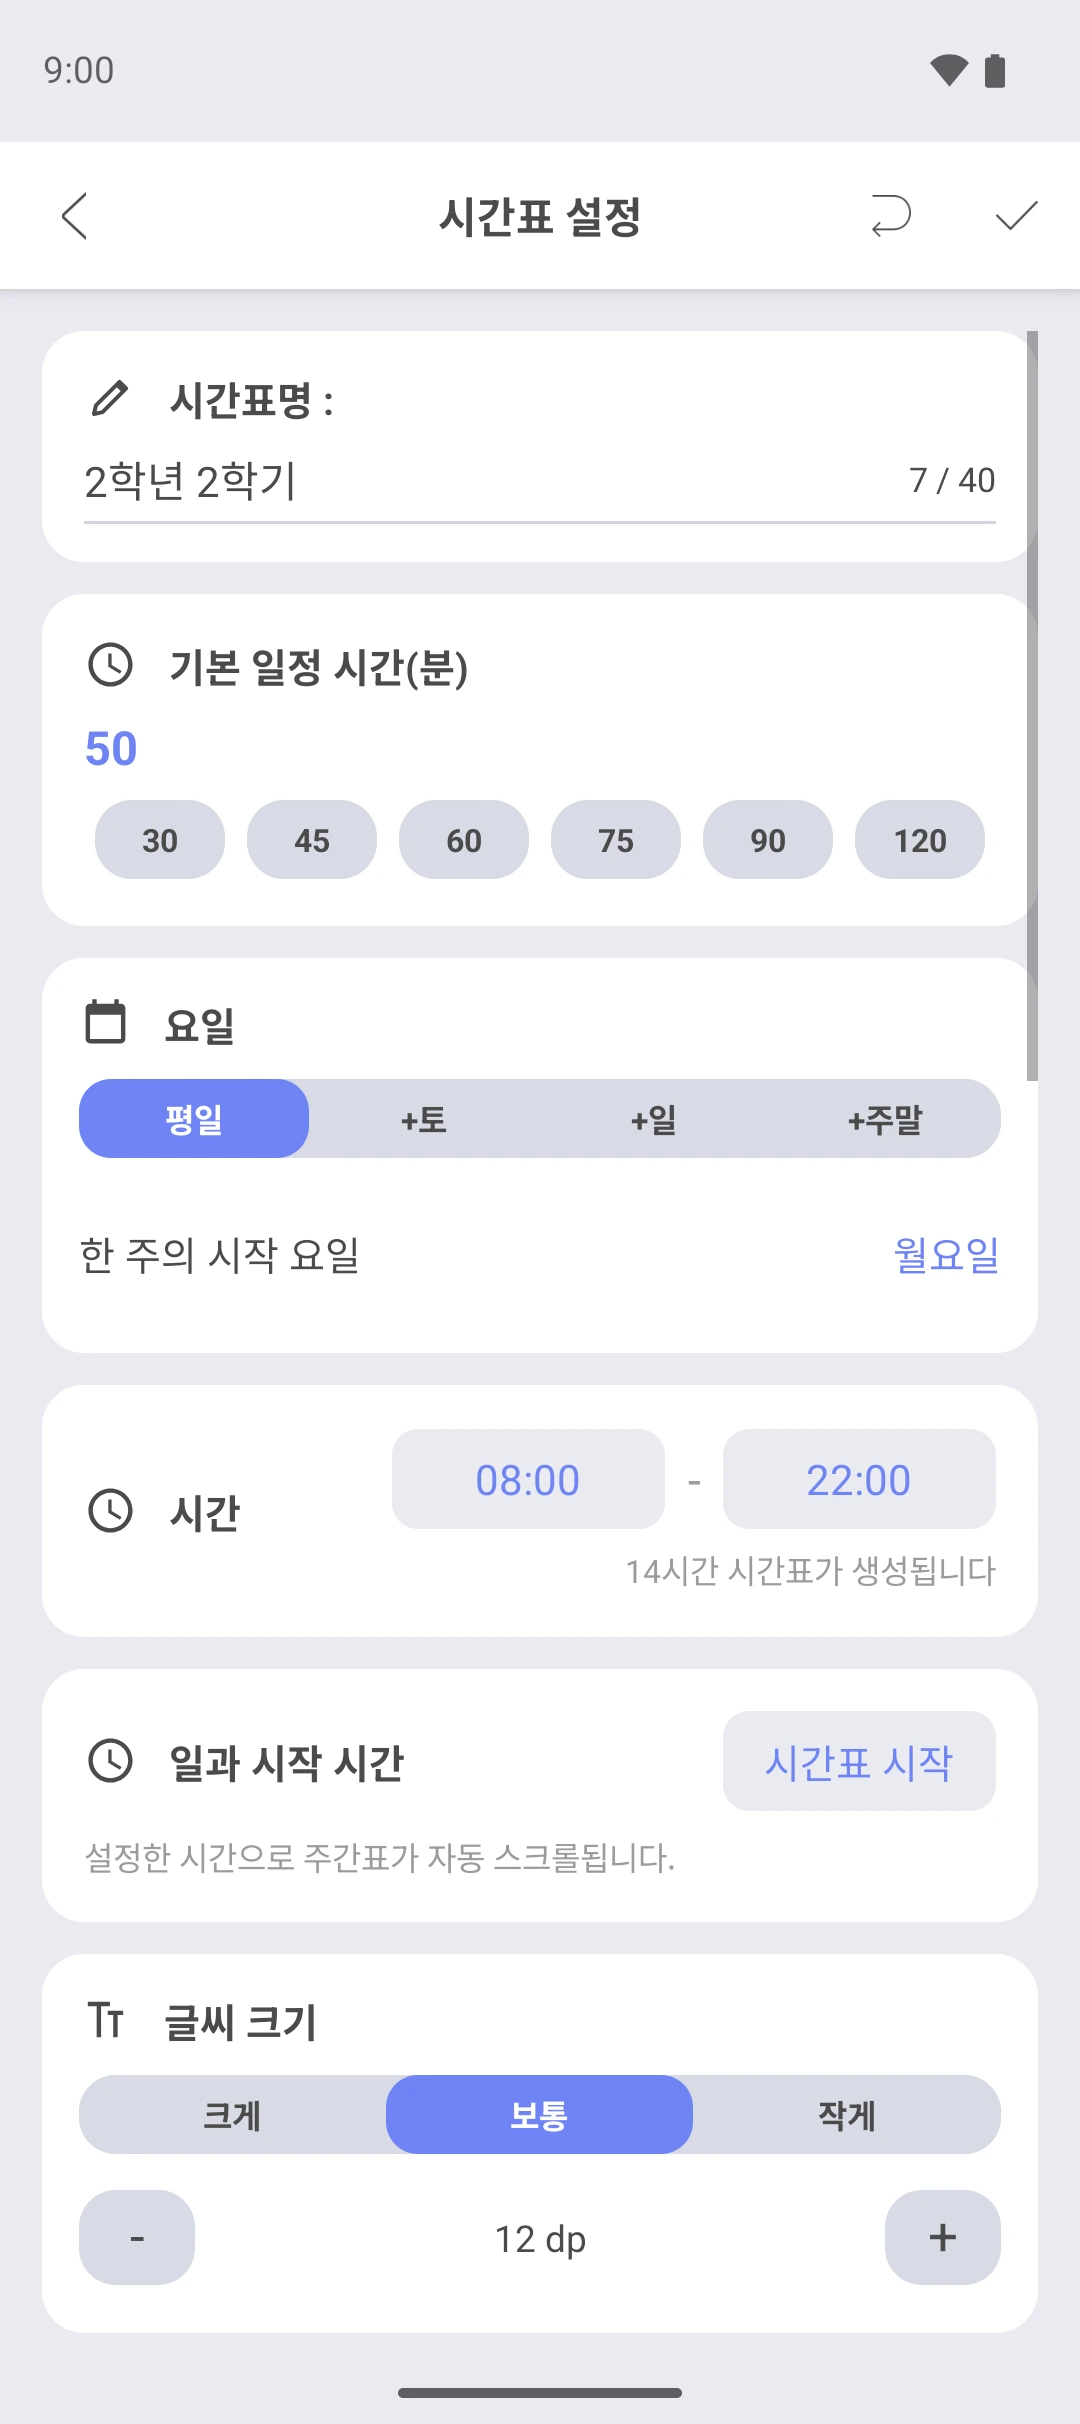 9:00
시간표 설정
시간표명 :
2학년 2학기
7 / 40
기본 일정 시간(분)
50
30 45 60 75 90 120
요일
평일 +토 +일 +주말
한 주의 시작 요일
월요일
시간
08:00 - 22:00
14시간 시간표가 생성됩니다
일과 시작 시간
시간표 시작
설정한 시간으로 주간표가 자동 스크롤됩니다.
글씨 크기
크게 보통 작게
- 12 dp +